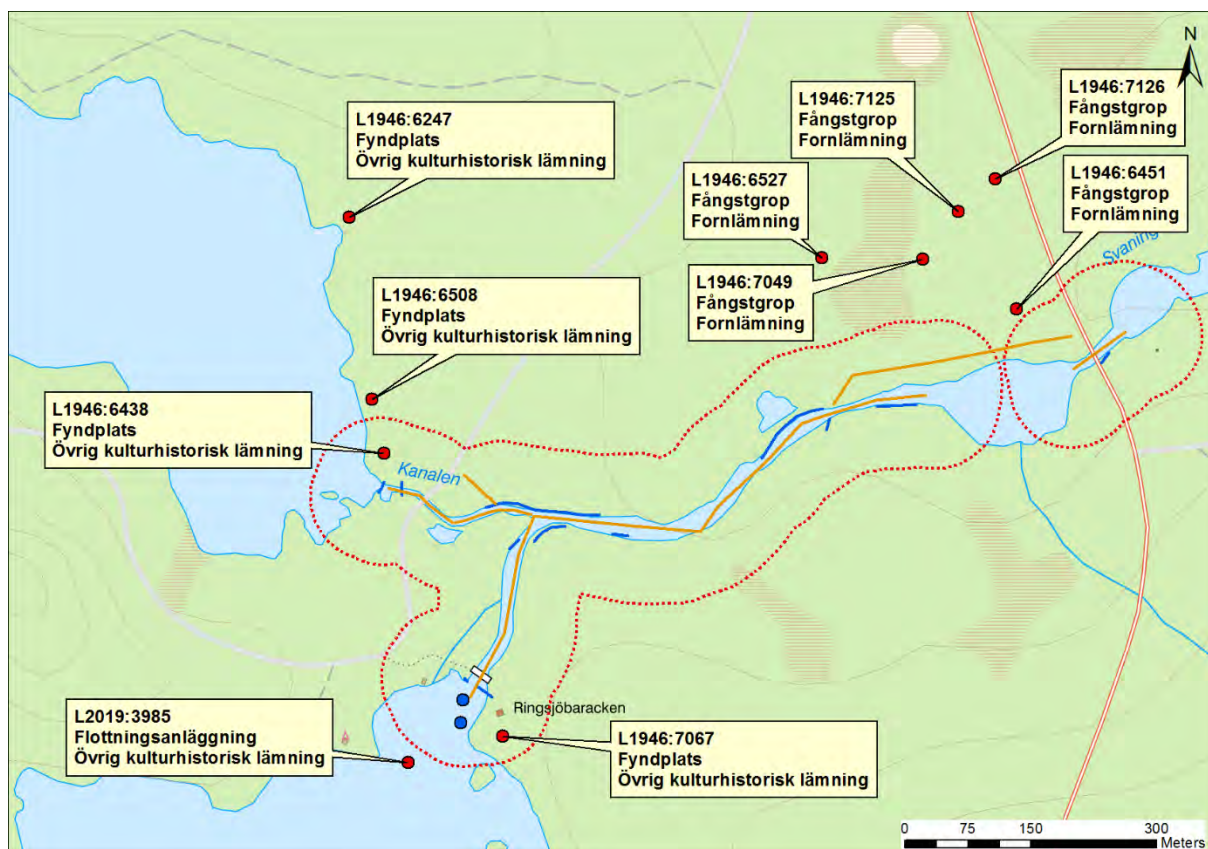 N
L1946:6247
Fyndplats
Övrig kulturhistorisk lämning
L1946:7125
Fångstgrop
Fornlämning
L1946:7126
Fångstgrop
Fornlämning
L1946:6527
Fångstgrop
Fornlämning
L1946:6451
Fångstgrop
Fornlämning
L1946:7049
Fångstgrop
Fornlämning
Svaning
L1946:6508
Fyndplats
Övrig kulturhistorisk lämning
L1946:6438
Fyndplats
Övrig kulturhistorisk lämning
Kanalen
L2019:3985
Flottningsanläggning
Övrig kulturhistorisk lämning
Ringsjöbaracken
L1946:7067
Fyndplats
Övrig kulturhistorisk lämning
0 75 150 300
Meters